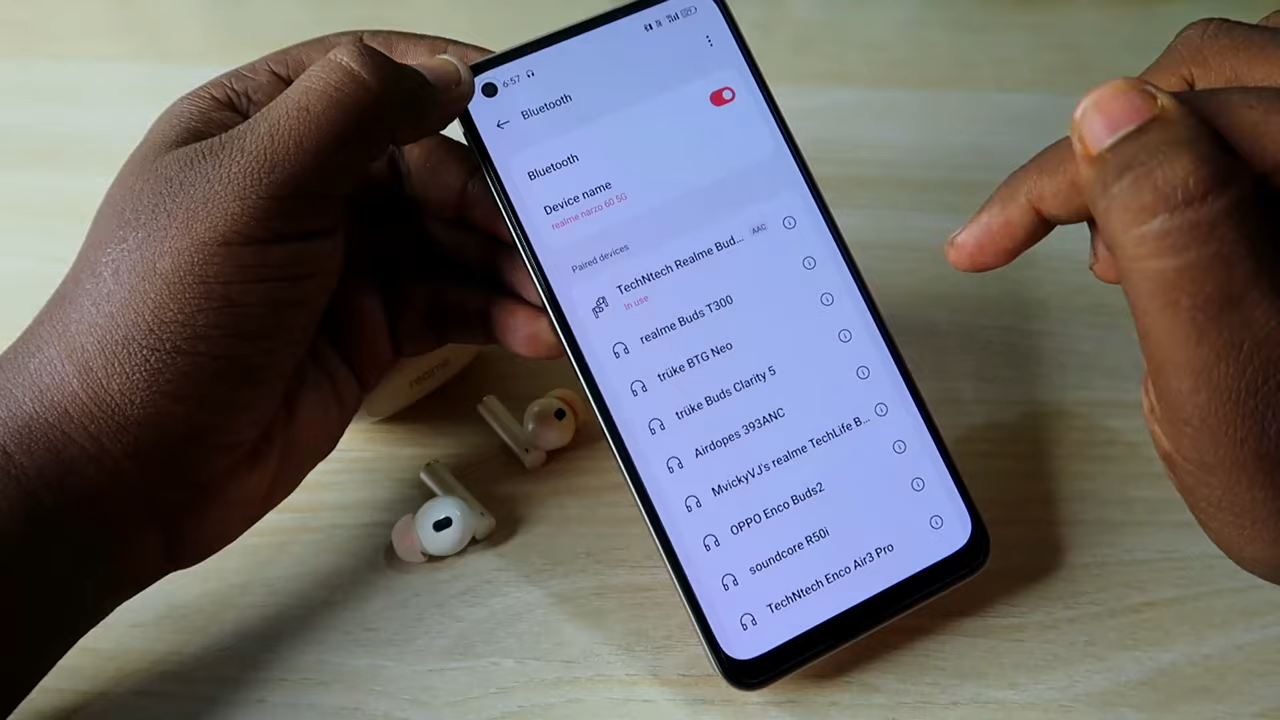 6:57
Bluetooth
Bluetooth
Device name
realme narzo 60 5G
Paired devices
TechNtech Realme Bud... AAC
In use
realme Buds T300
trüke BTG Neo
trüke Buds Clarity 5
Airdopes 393ANC
MvickyVJ's realme TechLife B...
OPPO Enco Buds2
soundcore R50i
TechNtech Enco Air3 Pro
realme